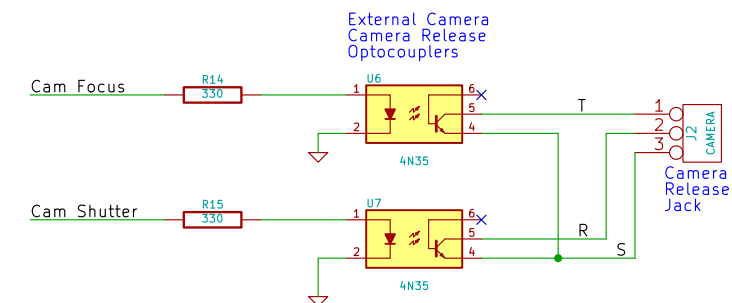 External Camera
Camera Release
Optocouplers
Cam Focus
R14
330
U6
1
2
6
5
4
4N35
T
1
2
3
J2
CAMERA
Camera
Release
Jack
Cam Shutter
R15
330
U7
1
2
6
5
4
4N35
R
S